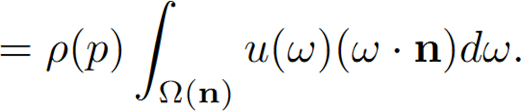 = ρ(p) ∫_{Ω(𝐧)} u(ω)(ω · 𝐧)dω.